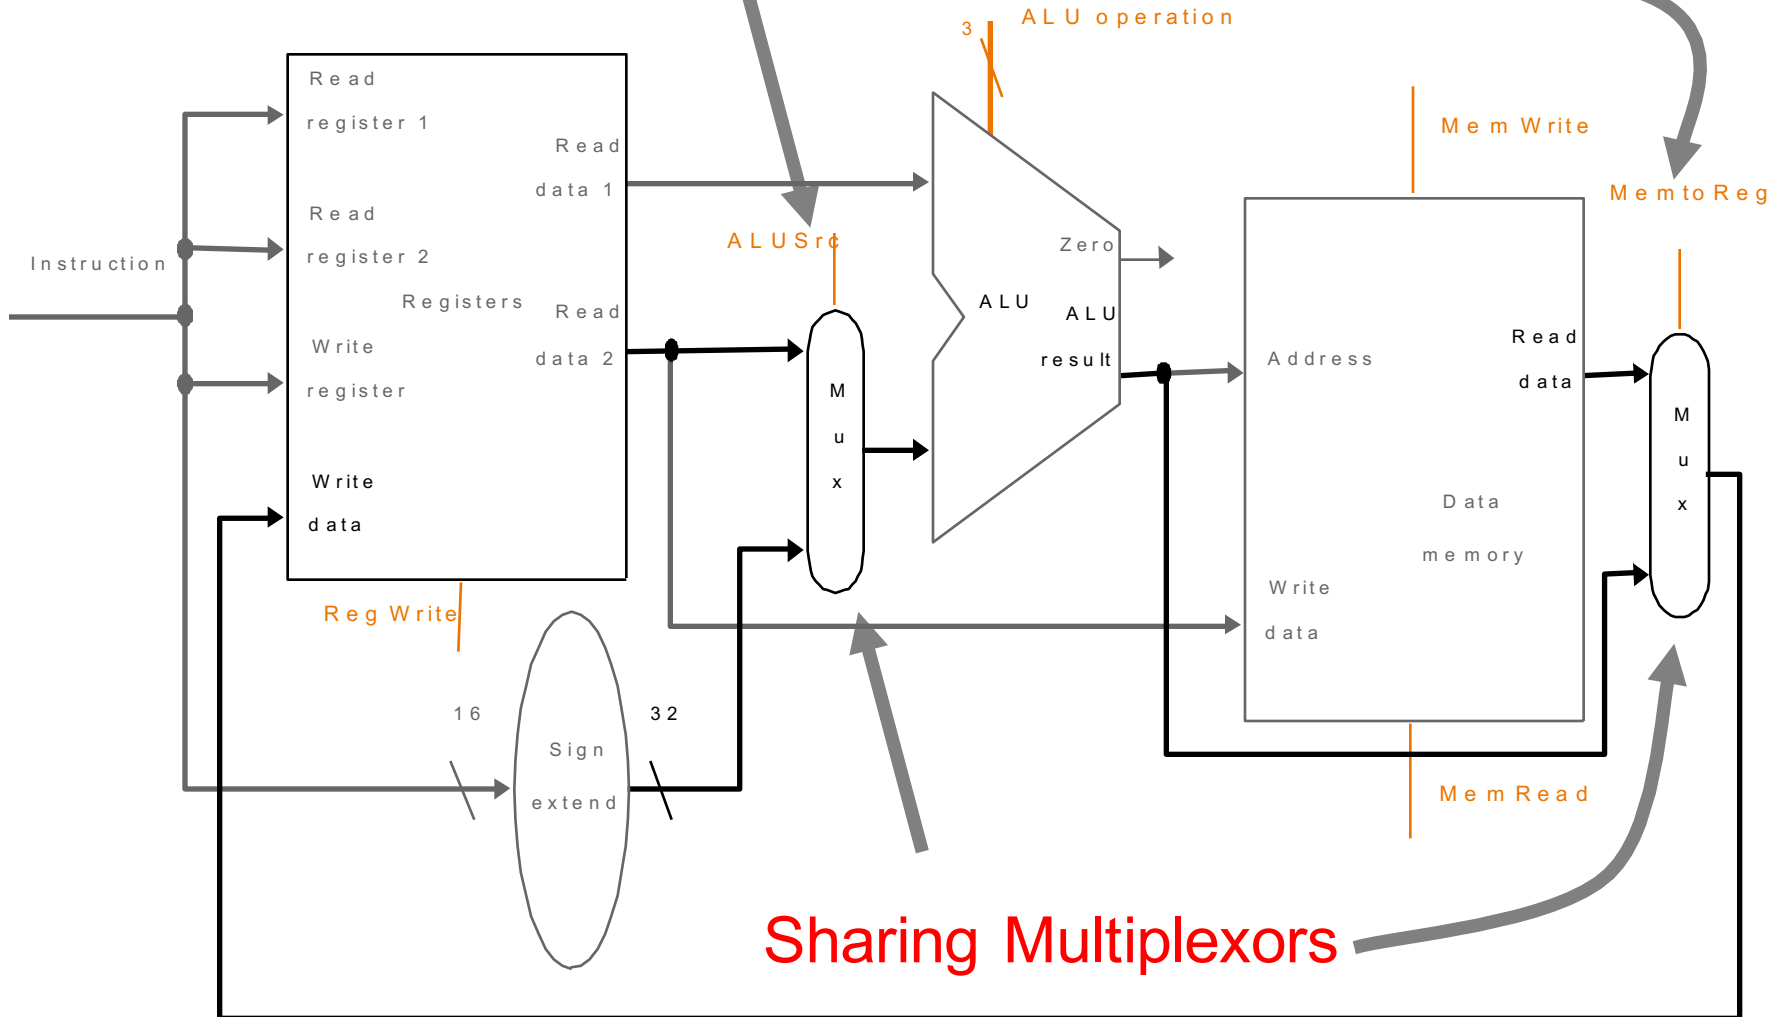 ALU operation
3
Read
register 1
Read
data 1
MemWrite
MemtoReg
Read
register 2
ALUSrc
Zero
Instruction
Registers
Read
data 2
ALU
ALU
result
Write
register
Address
Read
data
M
u
x
M
u
x
Write
data
Data
memory
Write
data
RegWrite
16
32
Sign
extend
MemRead
Sharing Multiplexors